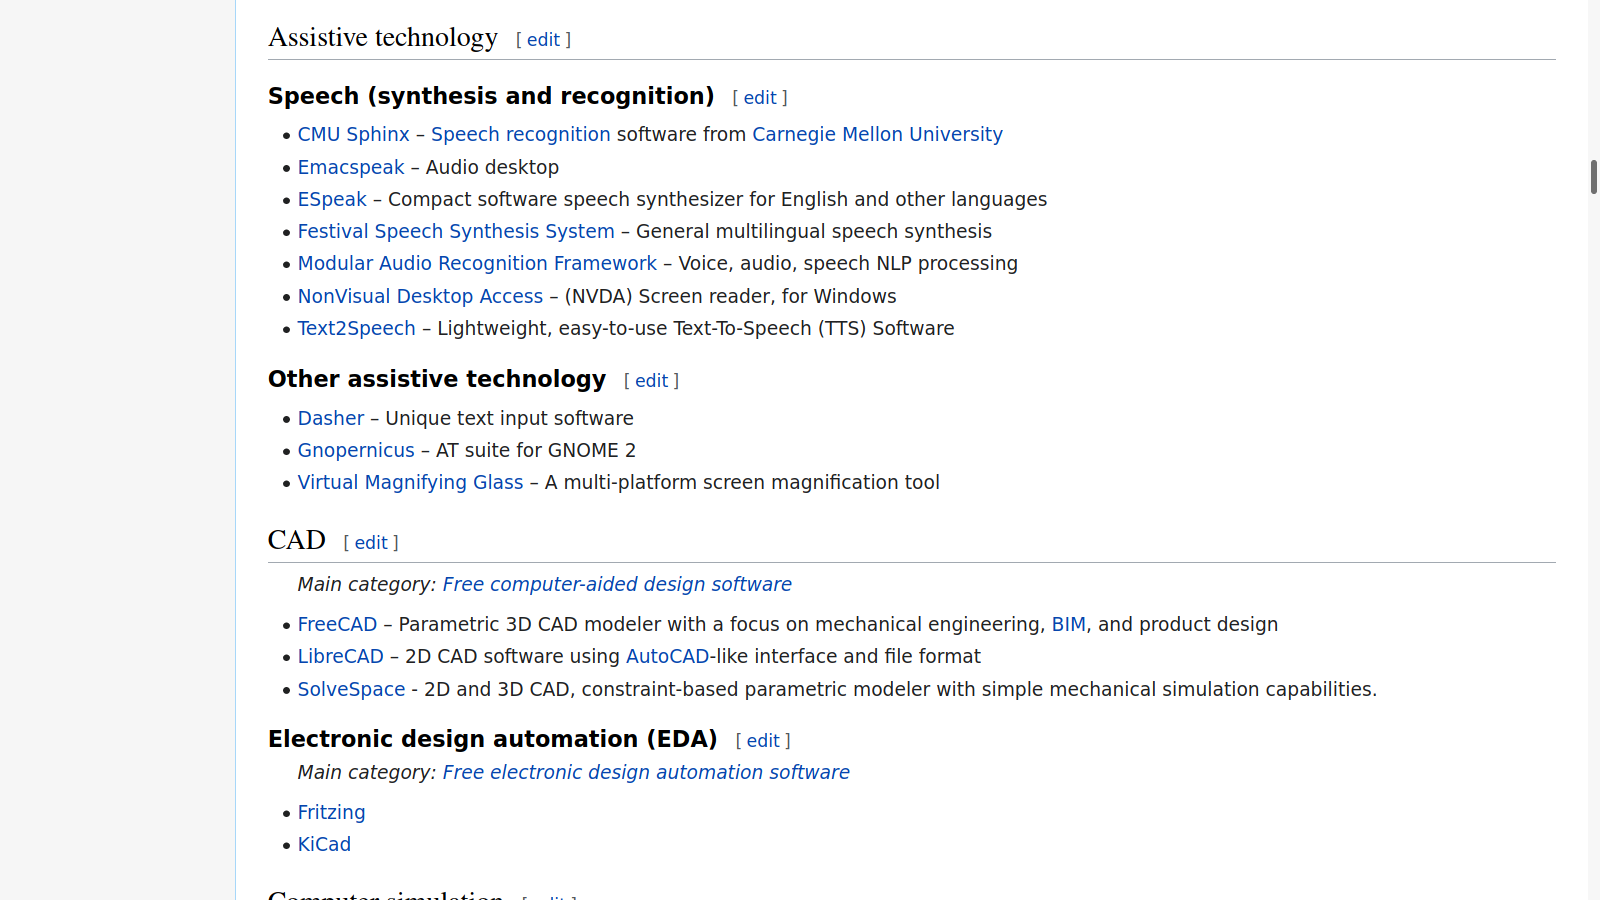 Assistive technology [ edit ]
Speech (synthesis and recognition) [ edit ]
• CMU Sphinx – Speech recognition software from Carnegie Mellon University
• Emacspeak – Audio desktop
• ESpeak – Compact software speech synthesizer for English and other languages
• Festival Speech Synthesis System – General multilingual speech synthesis
• Modular Audio Recognition Framework – Voice, audio, speech NLP processing
• NonVisual Desktop Access – (NVDA) Screen reader, for Windows
• Text2Speech – Lightweight, easy-to-use Text-To-Speech (TTS) Software
Other assistive technology [ edit ]
• Dasher – Unique text input software
• Gnopernicus – AT suite for GNOME 2
• Virtual Magnifying Glass – A multi-platform screen magnification tool
CAD [ edit ]
Main category: Free computer-aided design software
• FreeCAD – Parametric 3D CAD modeler with a focus on mechanical engineering, BIM, and product design
• LibreCAD – 2D CAD software using AutoCAD-like interface and file format
• SolveSpace - 2D and 3D CAD, constraint-based parametric modeler with simple mechanical simulation capabilities.
Electronic design automation (EDA) [ edit ]
Main category: Free electronic design automation software
• Fritzing
• KiCad
Computer simulation [ edit ]